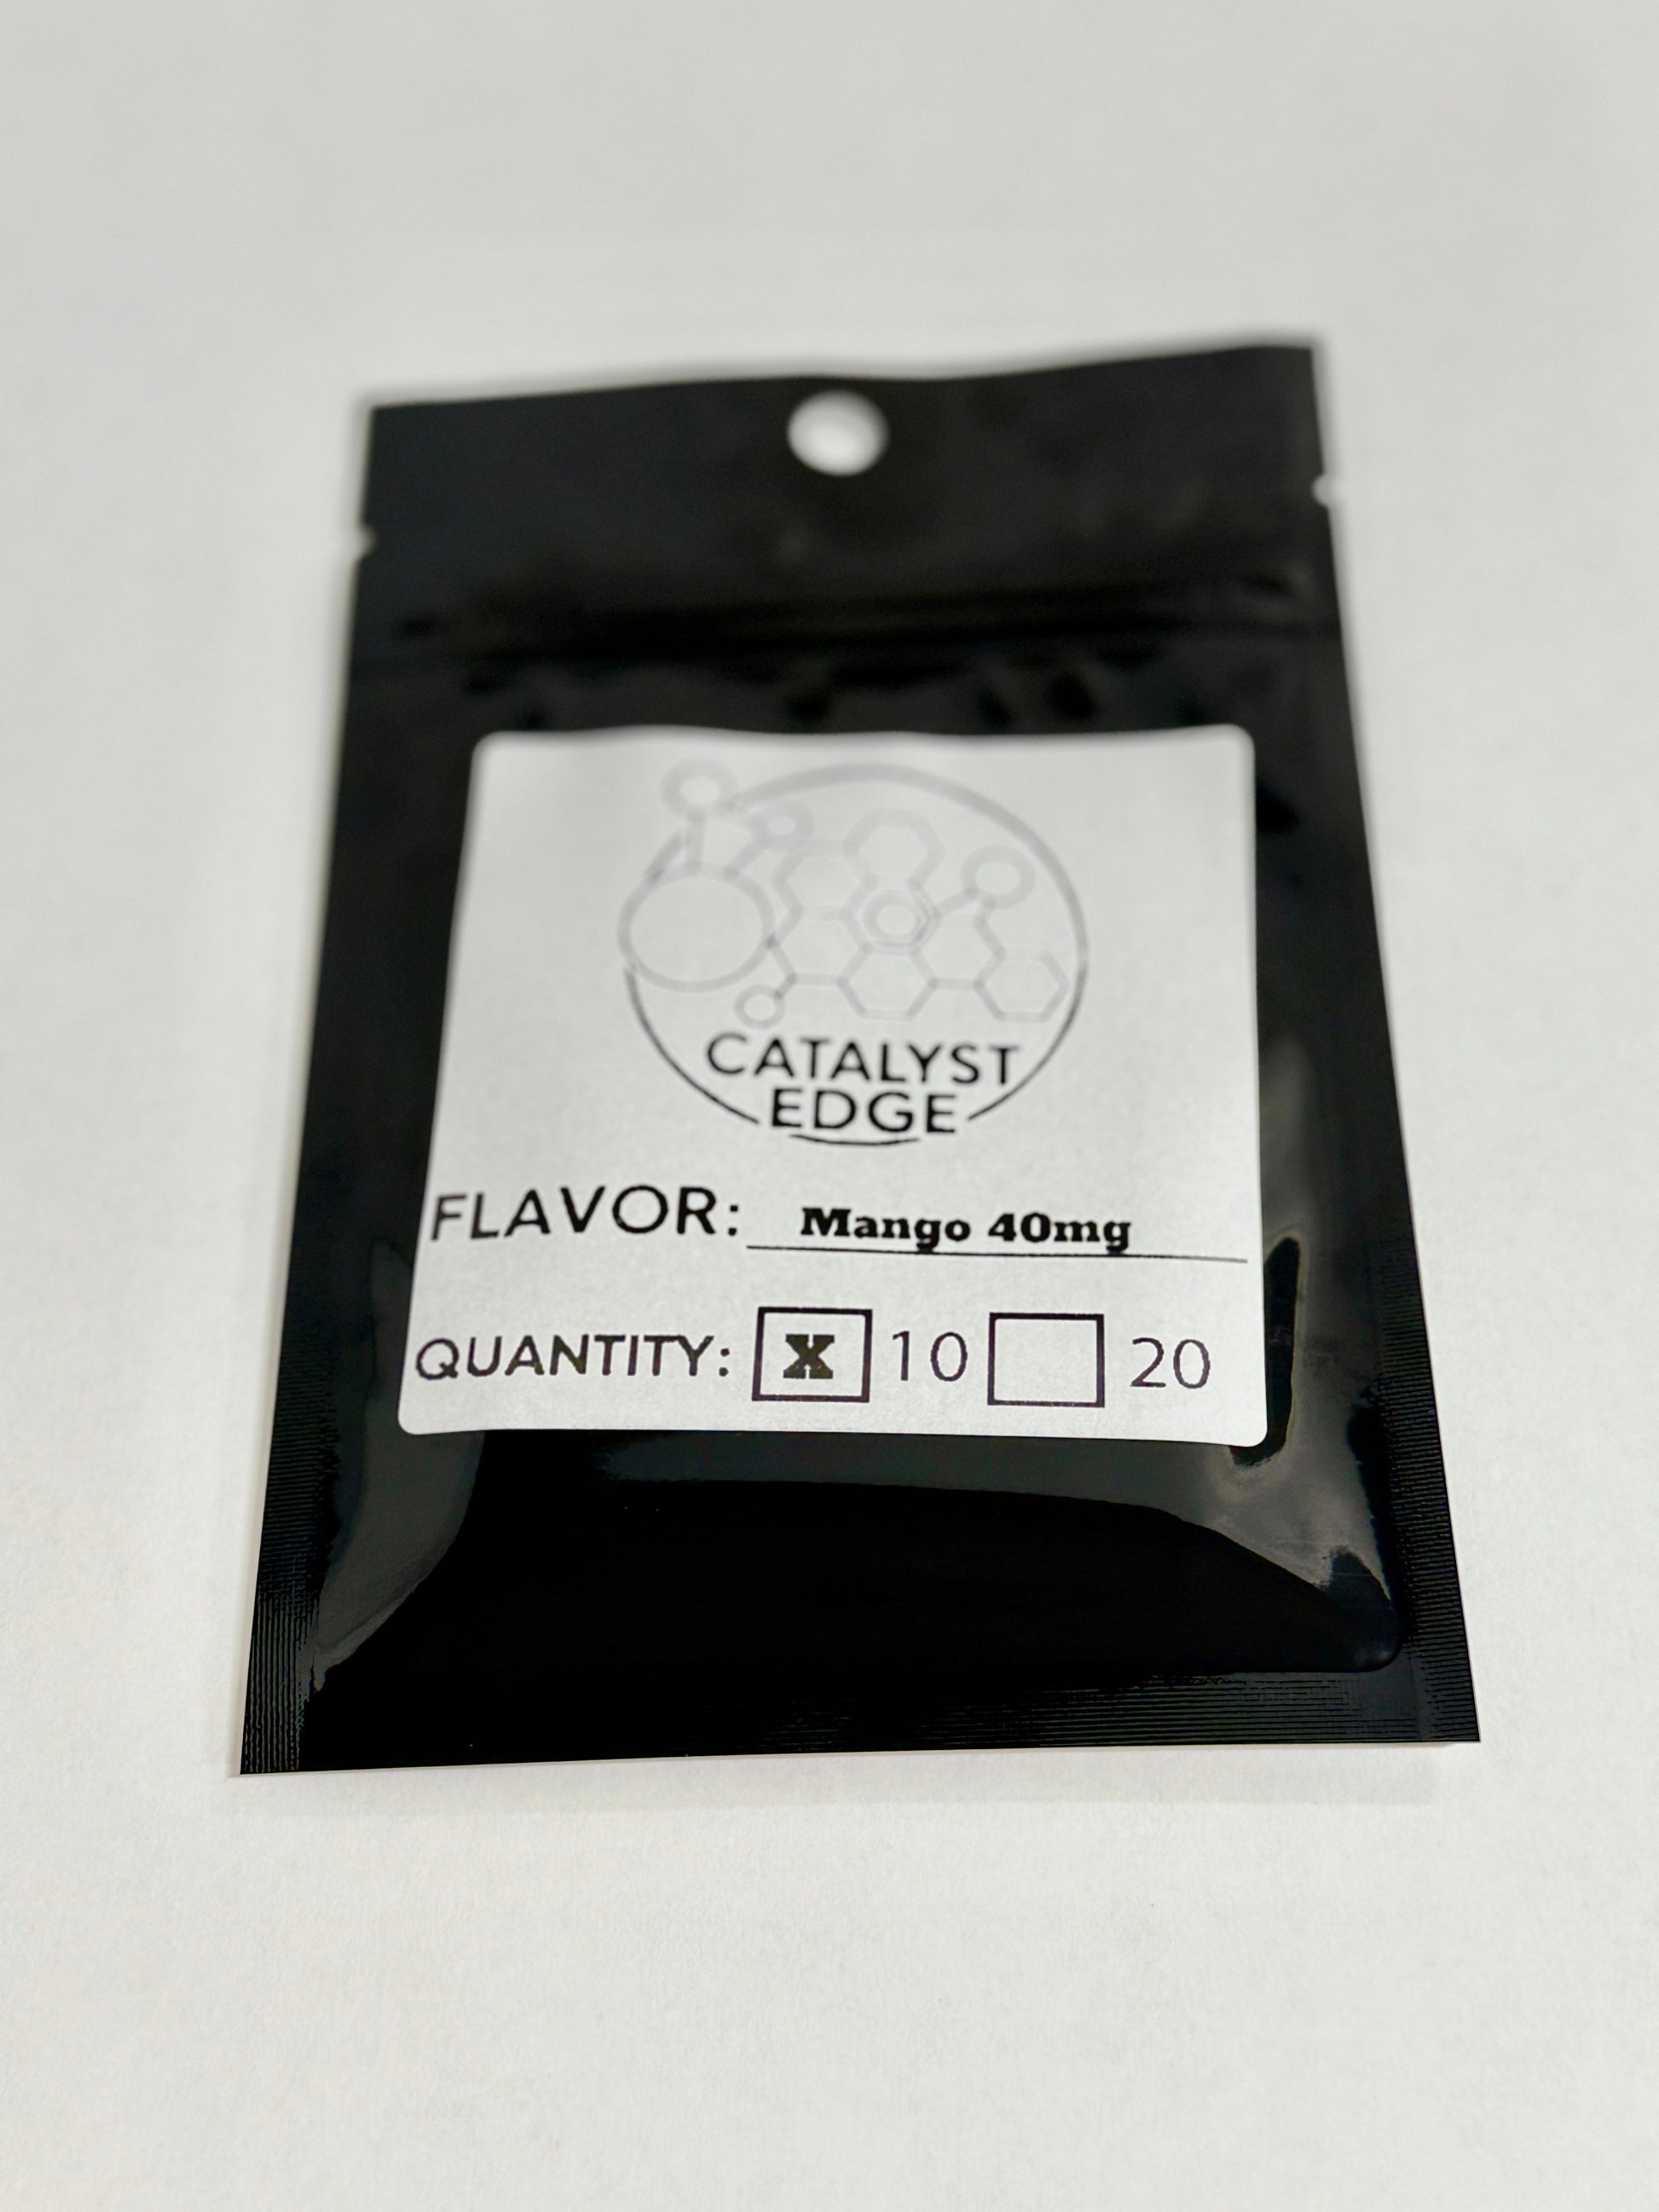 CATALYST
EDGE
FLAVOR: Mango 40mg
QUANTITY: X 10 20